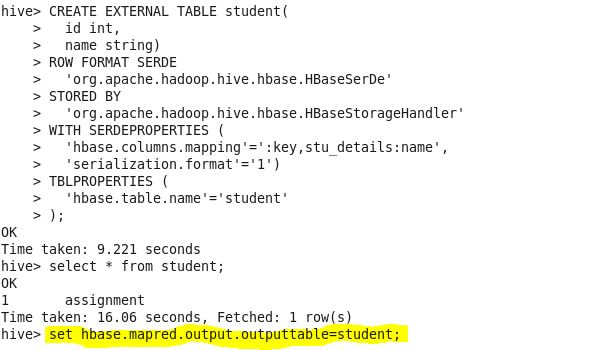 hive> CREATE EXTERNAL TABLE student(
    >    id int,
    >    name string)
    > ROW FORMAT SERDE
    >   'org.apache.hadoop.hive.hbase.HBaseSerDe'
    > STORED BY
    >   'org.apache.hadoop.hive.hbase.HBaseStorageHandler'
    > WITH SERDEPROPERTIES (
    >   'hbase.columns.mapping'=':key,stu_details:name',
    >   'serialization.format'='1')
    > TBLPROPERTIES (
    >   'hbase.table.name'='student'
    > );
OK
Time taken: 9.221 seconds
hive> select * from student;
OK
1       assignment
Time taken: 16.06 seconds, Fetched: 1 row(s)
hive> set hbase.mapred.output.outputtable=student;